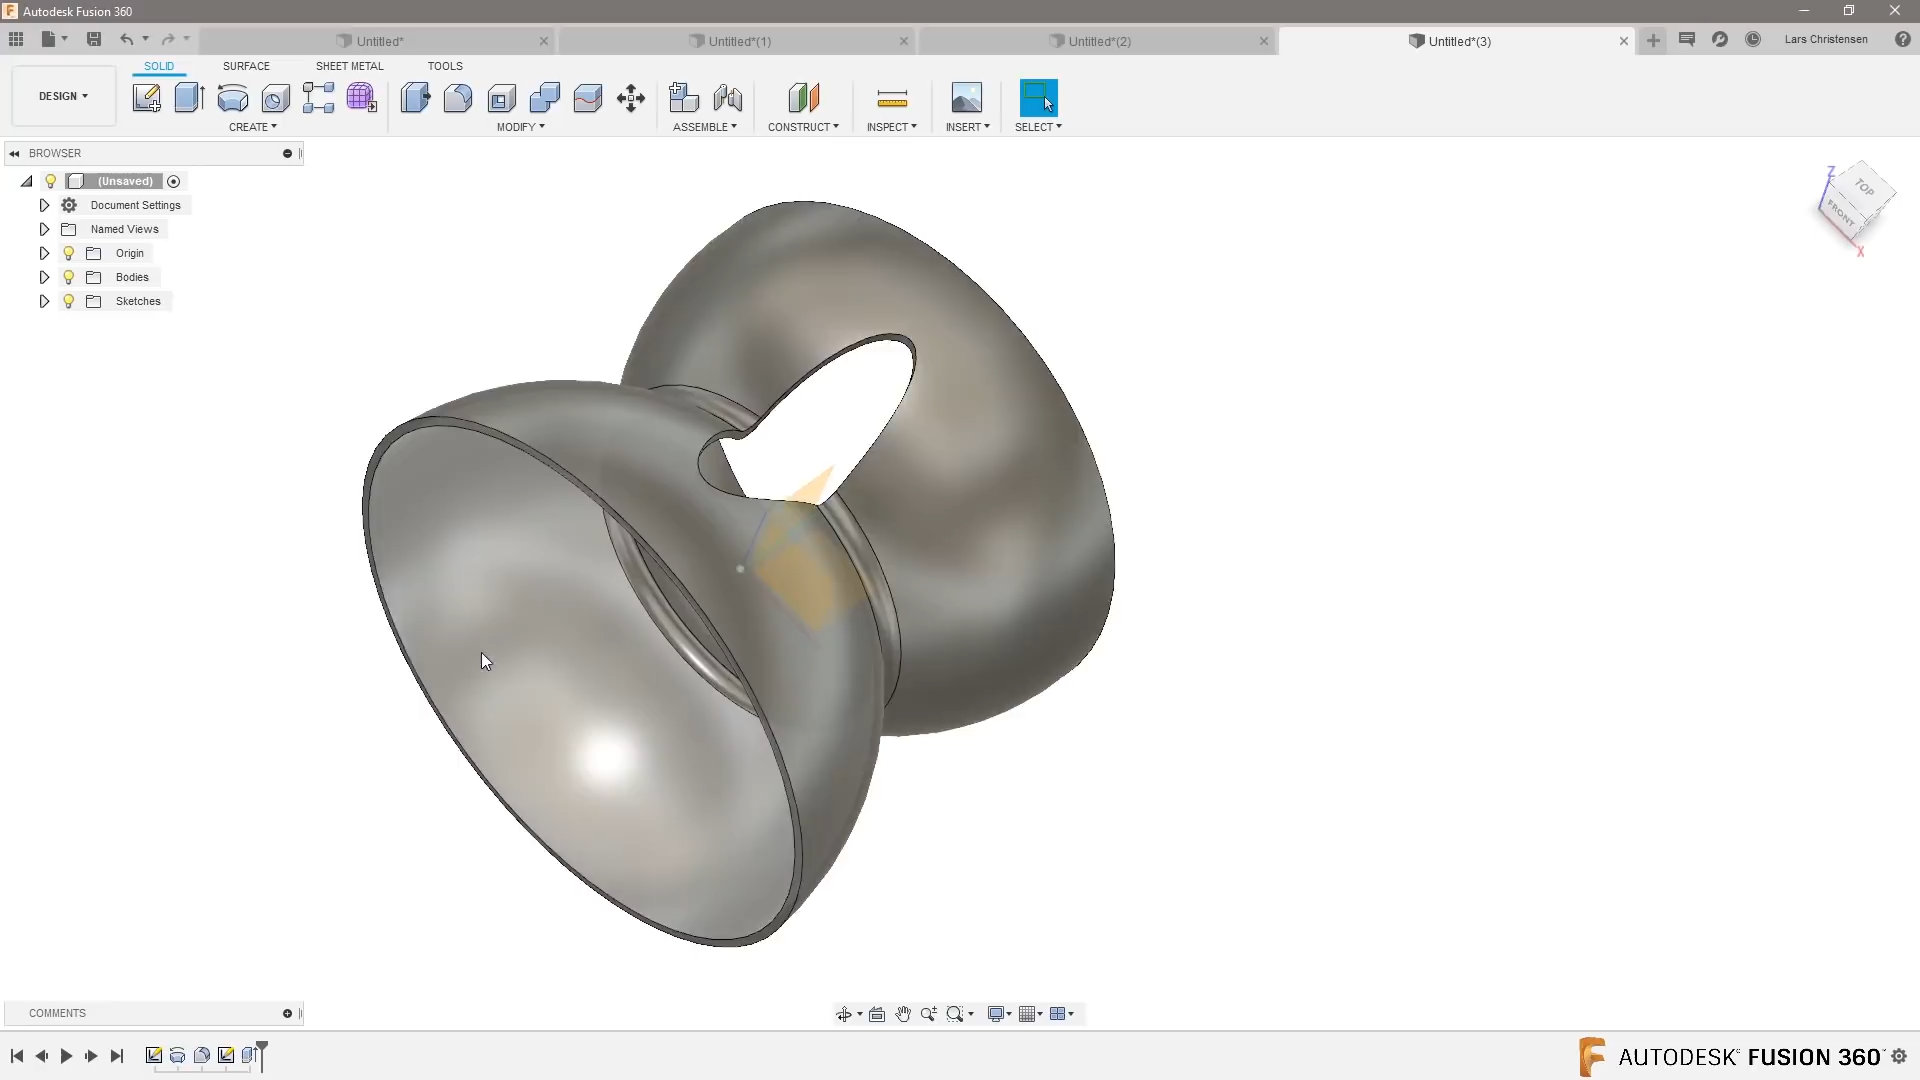 Autodesk Fusion 360
Untitled*
Untitled*(1)
Untitled*(2)
Untitled*(3)
Lars Christensen
SOLID
SURFACE
SHEET METAL
TOOLS
DESIGN
CREATE
MODIFY
ASSEMBLE
CONSTRUCT
INSPECT
INSERT
SELECT
BROWSER
(Unsaved)
Document Settings
Named Views
Origin
Bodies
Sketches
Z
TOP
FRONT
X
COMMENTS
AUTODESK® FUSION 360™